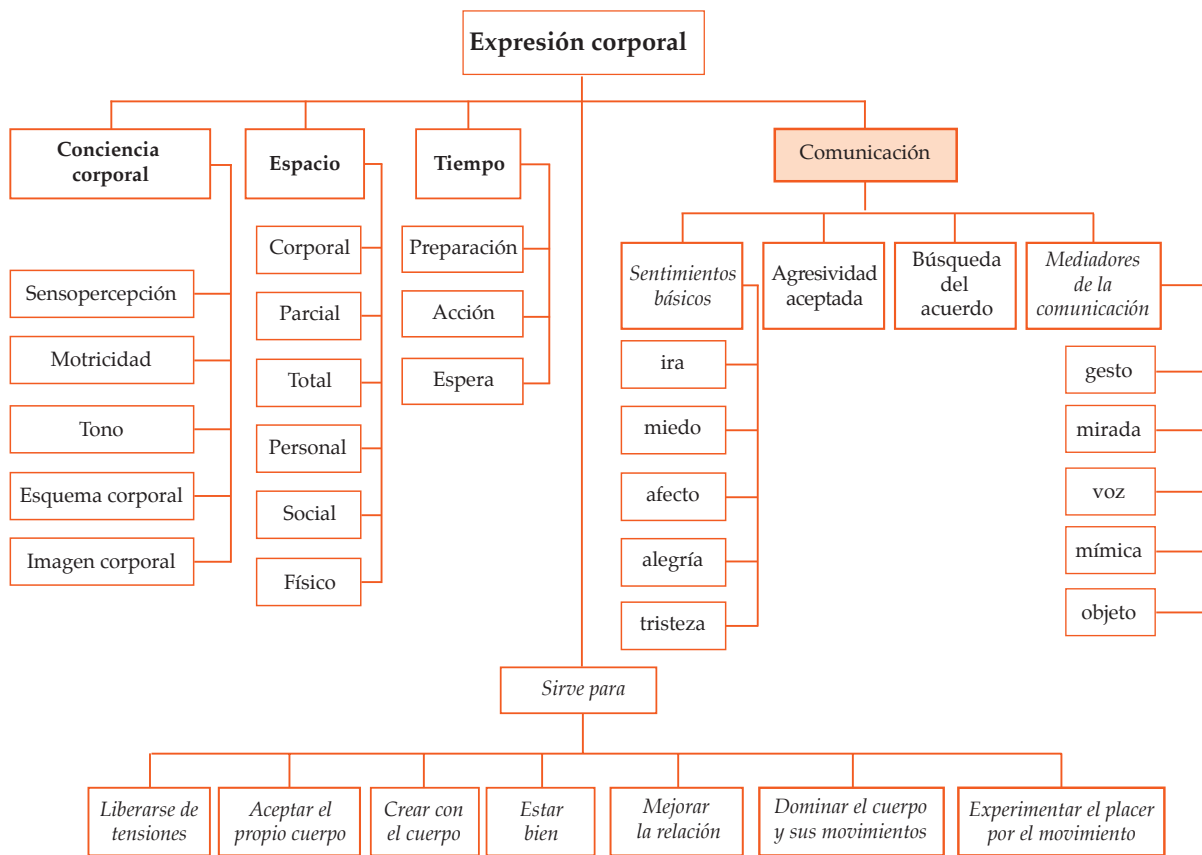 Expresión corporal
Conciencia
corporal
Sensopercepción
Motricidad
Tono
Esquema corporal
Imagen corporal
Espacio
Corporal
Parcial
Total
Personal
Social
Físico
Tiempo
Preparación
Acción
Espera
Comunicación
Sentimientos
básicos
ira
miedo
afecto
alegría
tristeza
Agresividad
aceptada
Búsqueda
del
acuerdo
Mediadores
de la
comunicación
gesto
mirada
voz
mímica
objeto
Sirve para
Liberarse de
tensiones
Aceptar el
propio cuerpo
Crear con
el cuerpo
Estar
bien
Mejorar
la relación
Dominar el cuerpo
y sus movimientos
Experimentar el placer
por el movimiento